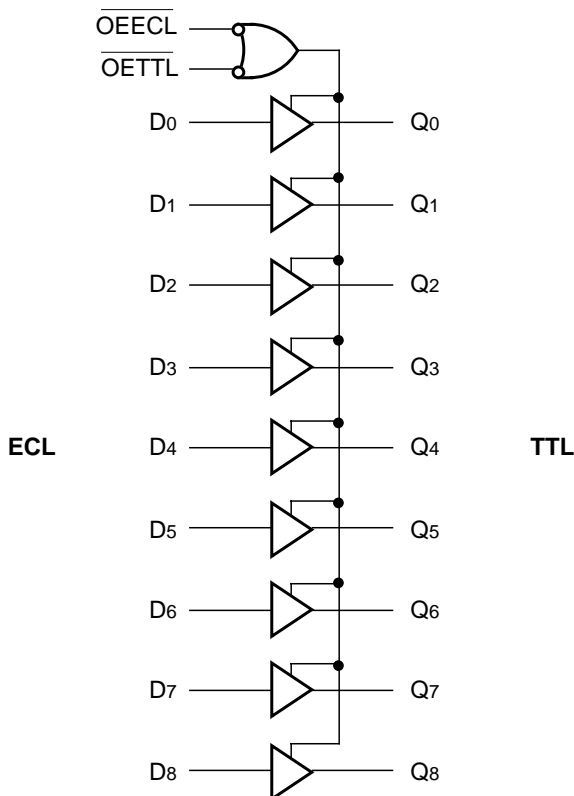 OEECL
OETTL
D0 Q0
D1 Q1
D2 Q2
D3 Q3
ECL D4 Q4 TTL
D5 Q5
D6 Q6
D7 Q7
D8 Q8